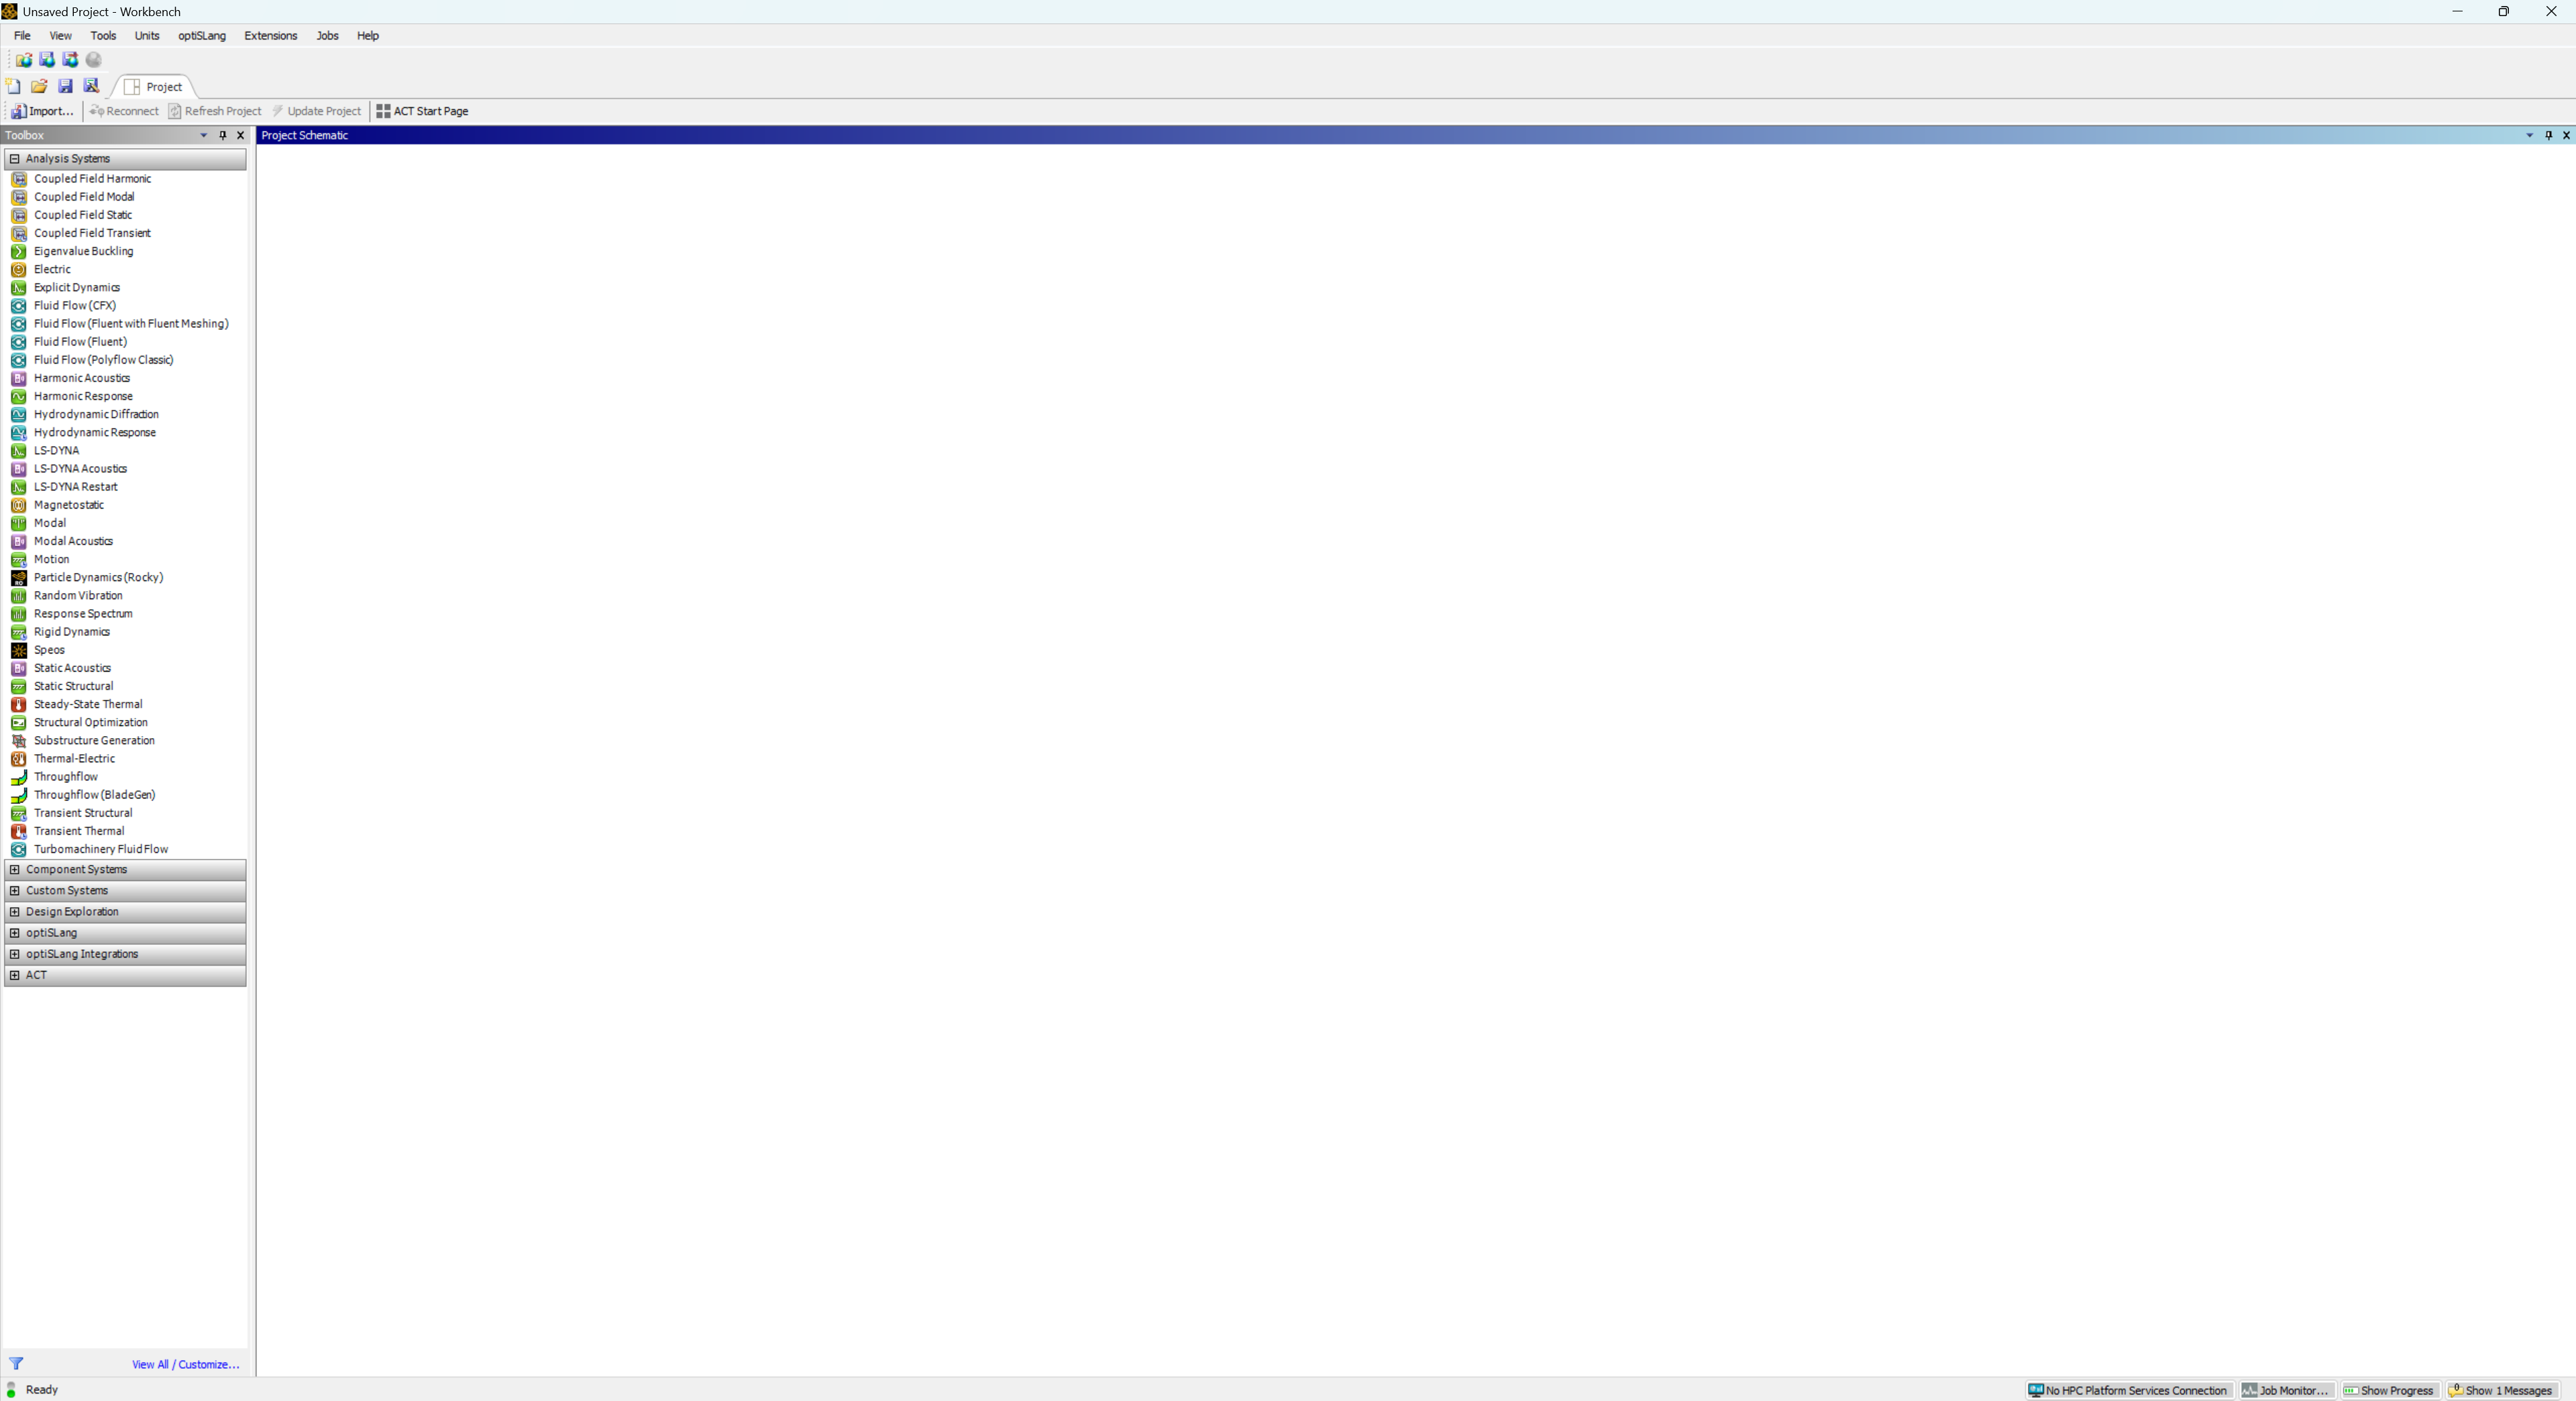 Unsaved Project - Workbench
File View Tools Units optiSLang Extensions Jobs Help
Project
Import... Reconnect Refresh Project Update Project ACT Start Page
Toolbox
Project Schematic
Analysis Systems
Coupled Field Harmonic
Coupled Field Modal
Coupled Field Static
Coupled Field Transient
Eigenvalue Buckling
Electric
Explicit Dynamics
Fluid Flow (CFX)
Fluid Flow (Fluent with Fluent Meshing)
Fluid Flow (Fluent)
Fluid Flow (Polyflow Classic)
Harmonic Acoustics
Harmonic Response
Hydrodynamic Diffraction
Hydrodynamic Response
LS-DYNA
LS-DYNA Acoustics
LS-DYNA Restart
Magnetostatic
Modal
Modal Acoustics
Motion
Particle Dynamics (Rocky)
Random Vibration
Response Spectrum
Rigid Dynamics
Speos
Static Acoustics
Static Structural
Steady-State Thermal
Structural Optimization
Substructure Generation
Thermal-Electric
Throughflow
Throughflow (BladeGen)
Transient Structural
Transient Thermal
Turbomachinery Fluid Flow
Component Systems
Custom Systems
Design Exploration
optiSLang
optiSLang Integrations
ACT
View All / Customize...
Ready
No HPC Platform Services Connection Job Monitor... Show Progress Show 1 Messages